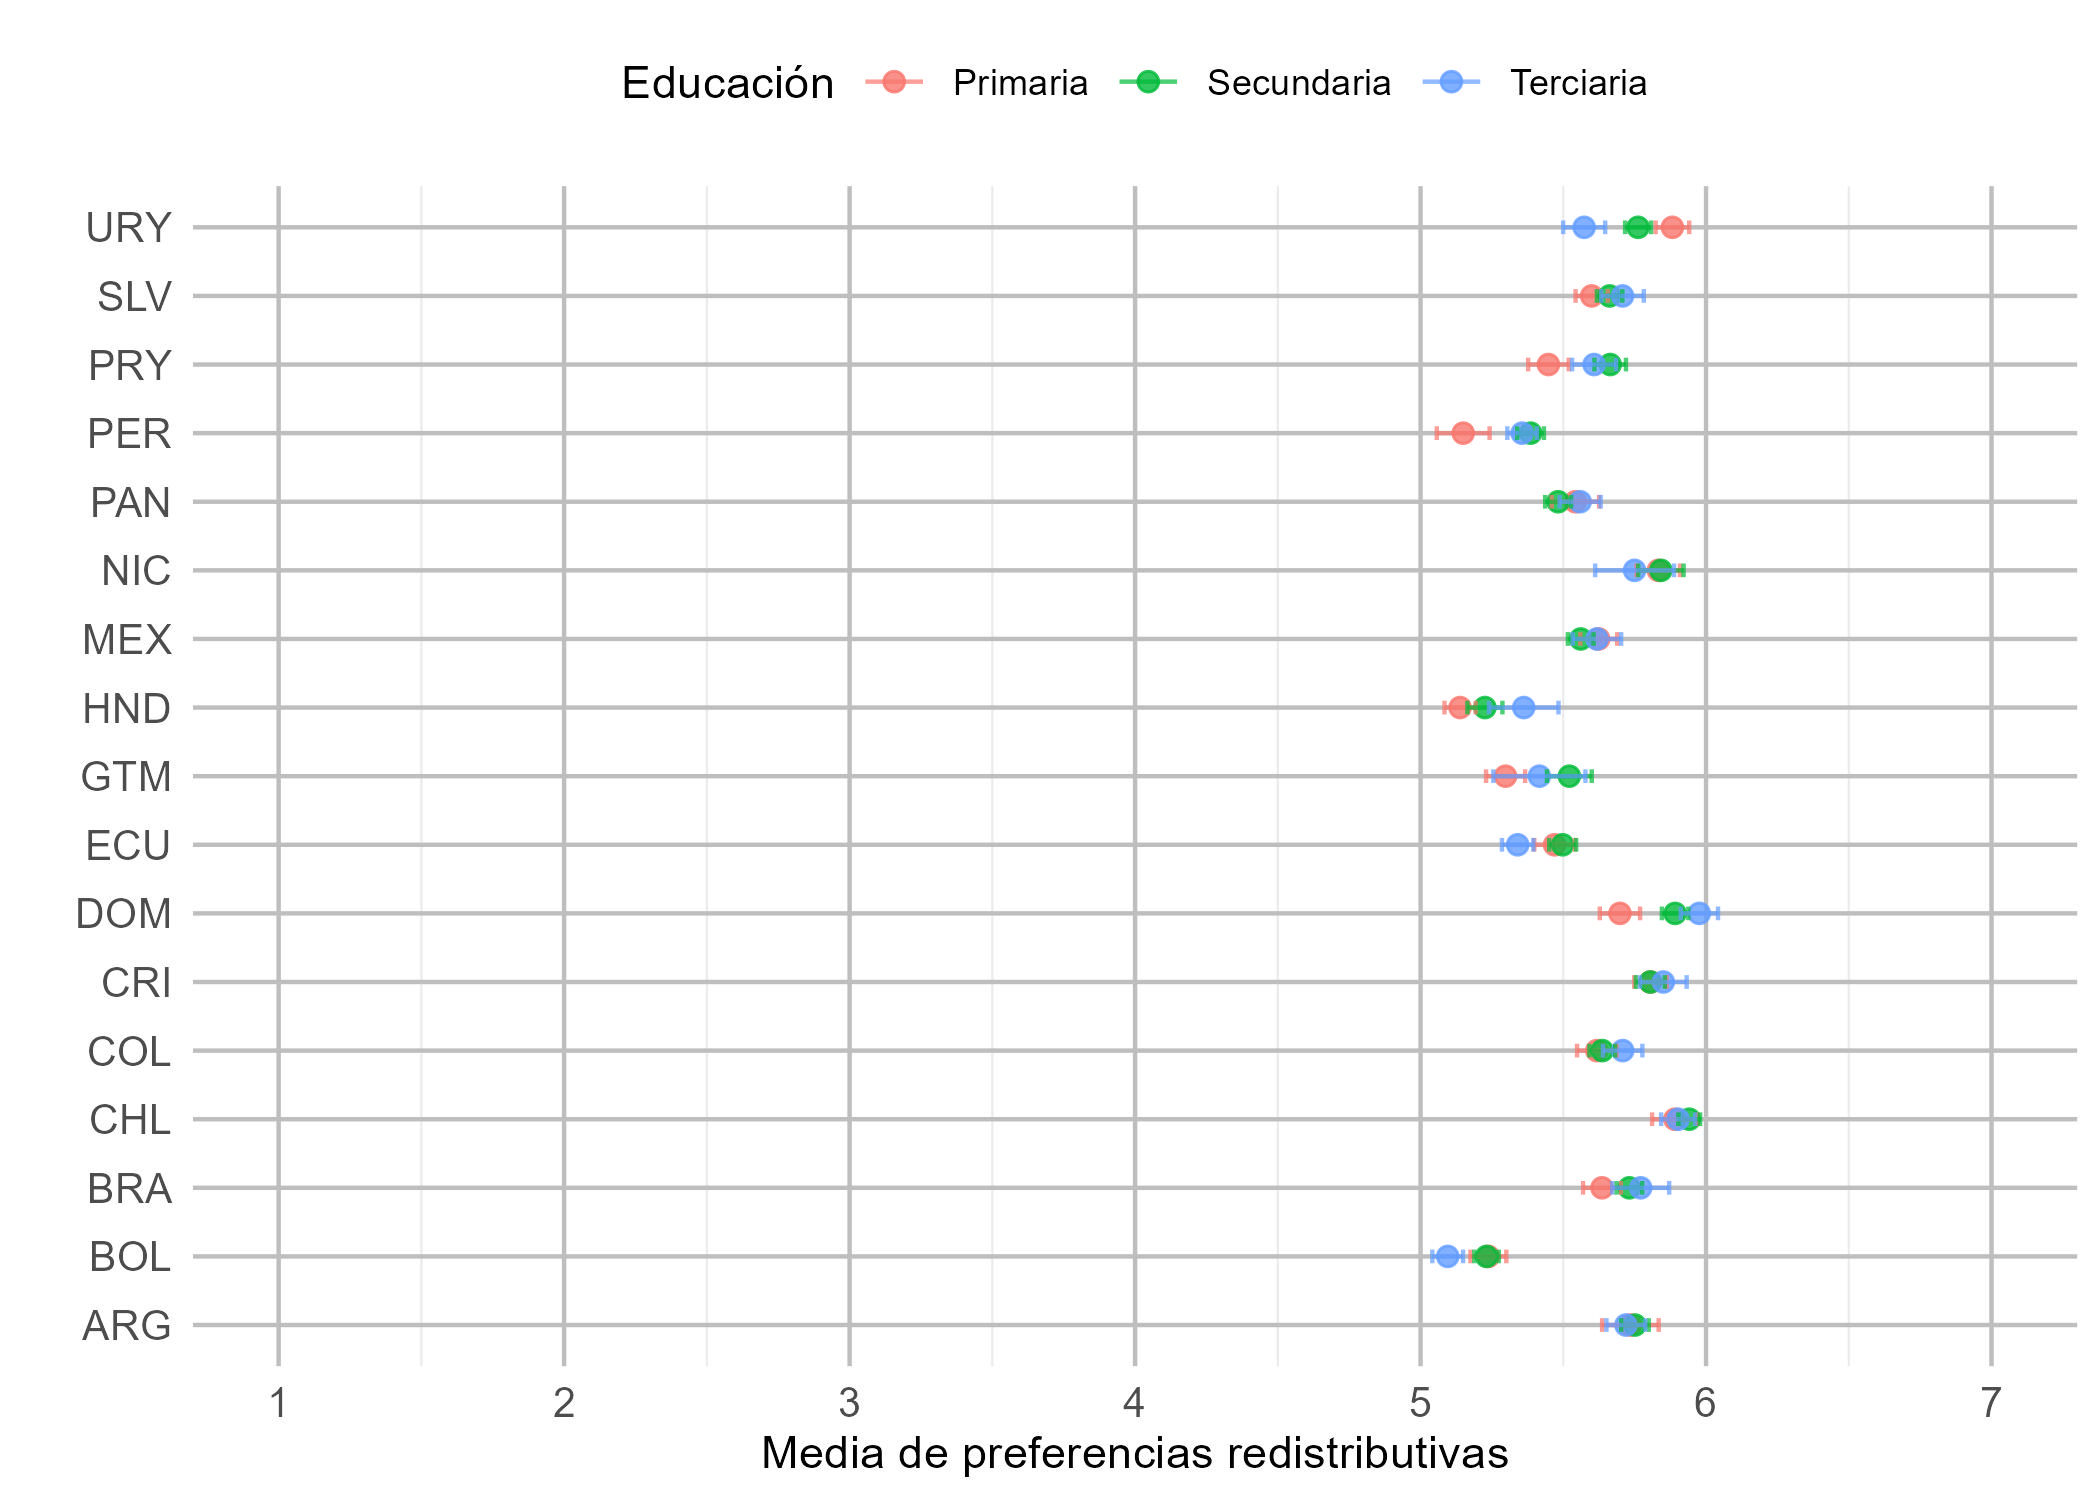 Educación Primaria Secundaria Terciaria
URY
SLV
PRY
PER
PAN
NIC
MEX
HND
GTM
ECU
DOM
CRI
COL
CHL
BRA
BOL
ARG
1 2 3 4 5 6 7
Media de preferencias redistributivas